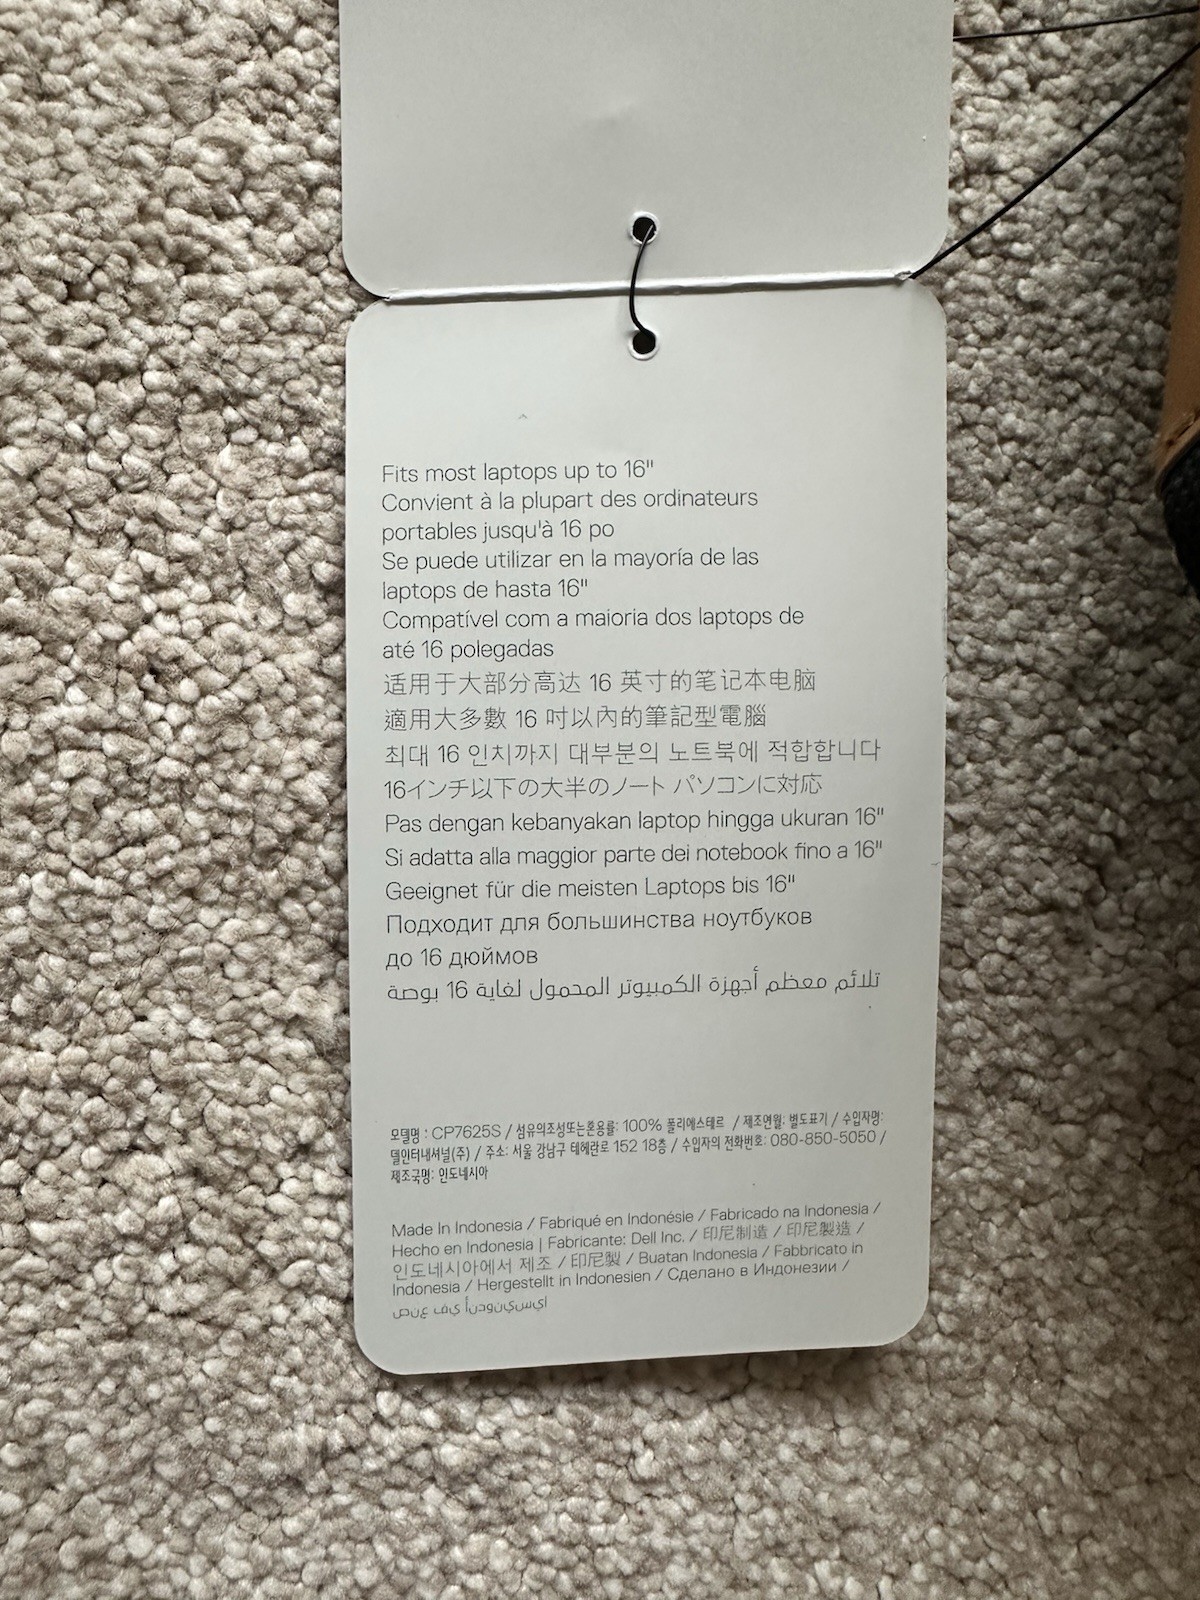 Fits most laptops up to 16"
Convient à la plupart des ordinateurs
portables jusqu'à 16 po
Se puede utilizar en la mayoría de las
laptops de hasta 16"
Compatível com a maioria dos laptops de
até 16 polegadas
适用于大部分高达 16 英寸的笔记本电脑
適用大多數 16 吋以內的筆記型電腦
최대 16 인치까지 대부분의 노트북에 적합합니다
16インチ以下の大半のノート パソコンに対応
Pas dengan kebanyakan laptop hingga ukuran 16"
Si adatta alla maggior parte dei notebook fino a 16"
Geeignet für die meisten Laptops bis 16"
Подходит для большинства ноутбуков
до 16 дюймов
تلائم معظم أجهزة الكمبيوتر المحمول لغاية 16 بوصة
모델명 : CP7625S / 섬유의조성또는혼용률: 100% 폴리에스테르 / 제조연월: 별도표기 / 수입자명:
델인터내셔널(주) / 주소: 서울 강남구 테헤란로 152 18층 / 수입자의 전화번호: 080-850-5050 /
제조국명: 인도네시아
Made In Indonesia / Fabriqué en Indonésie / Fabricado na Indonesia /
Hecho en Indonesia | Fabricante: Dell Inc. / 印尼制造 / 印尼製造 /
인도네시아에서 제조 / 印尼製 / Buatan Indonesia / Fabbricato in
Indonesia / Hergestellt in Indonesien / Сделано в Индонезии /
صنع في أندونيسيا